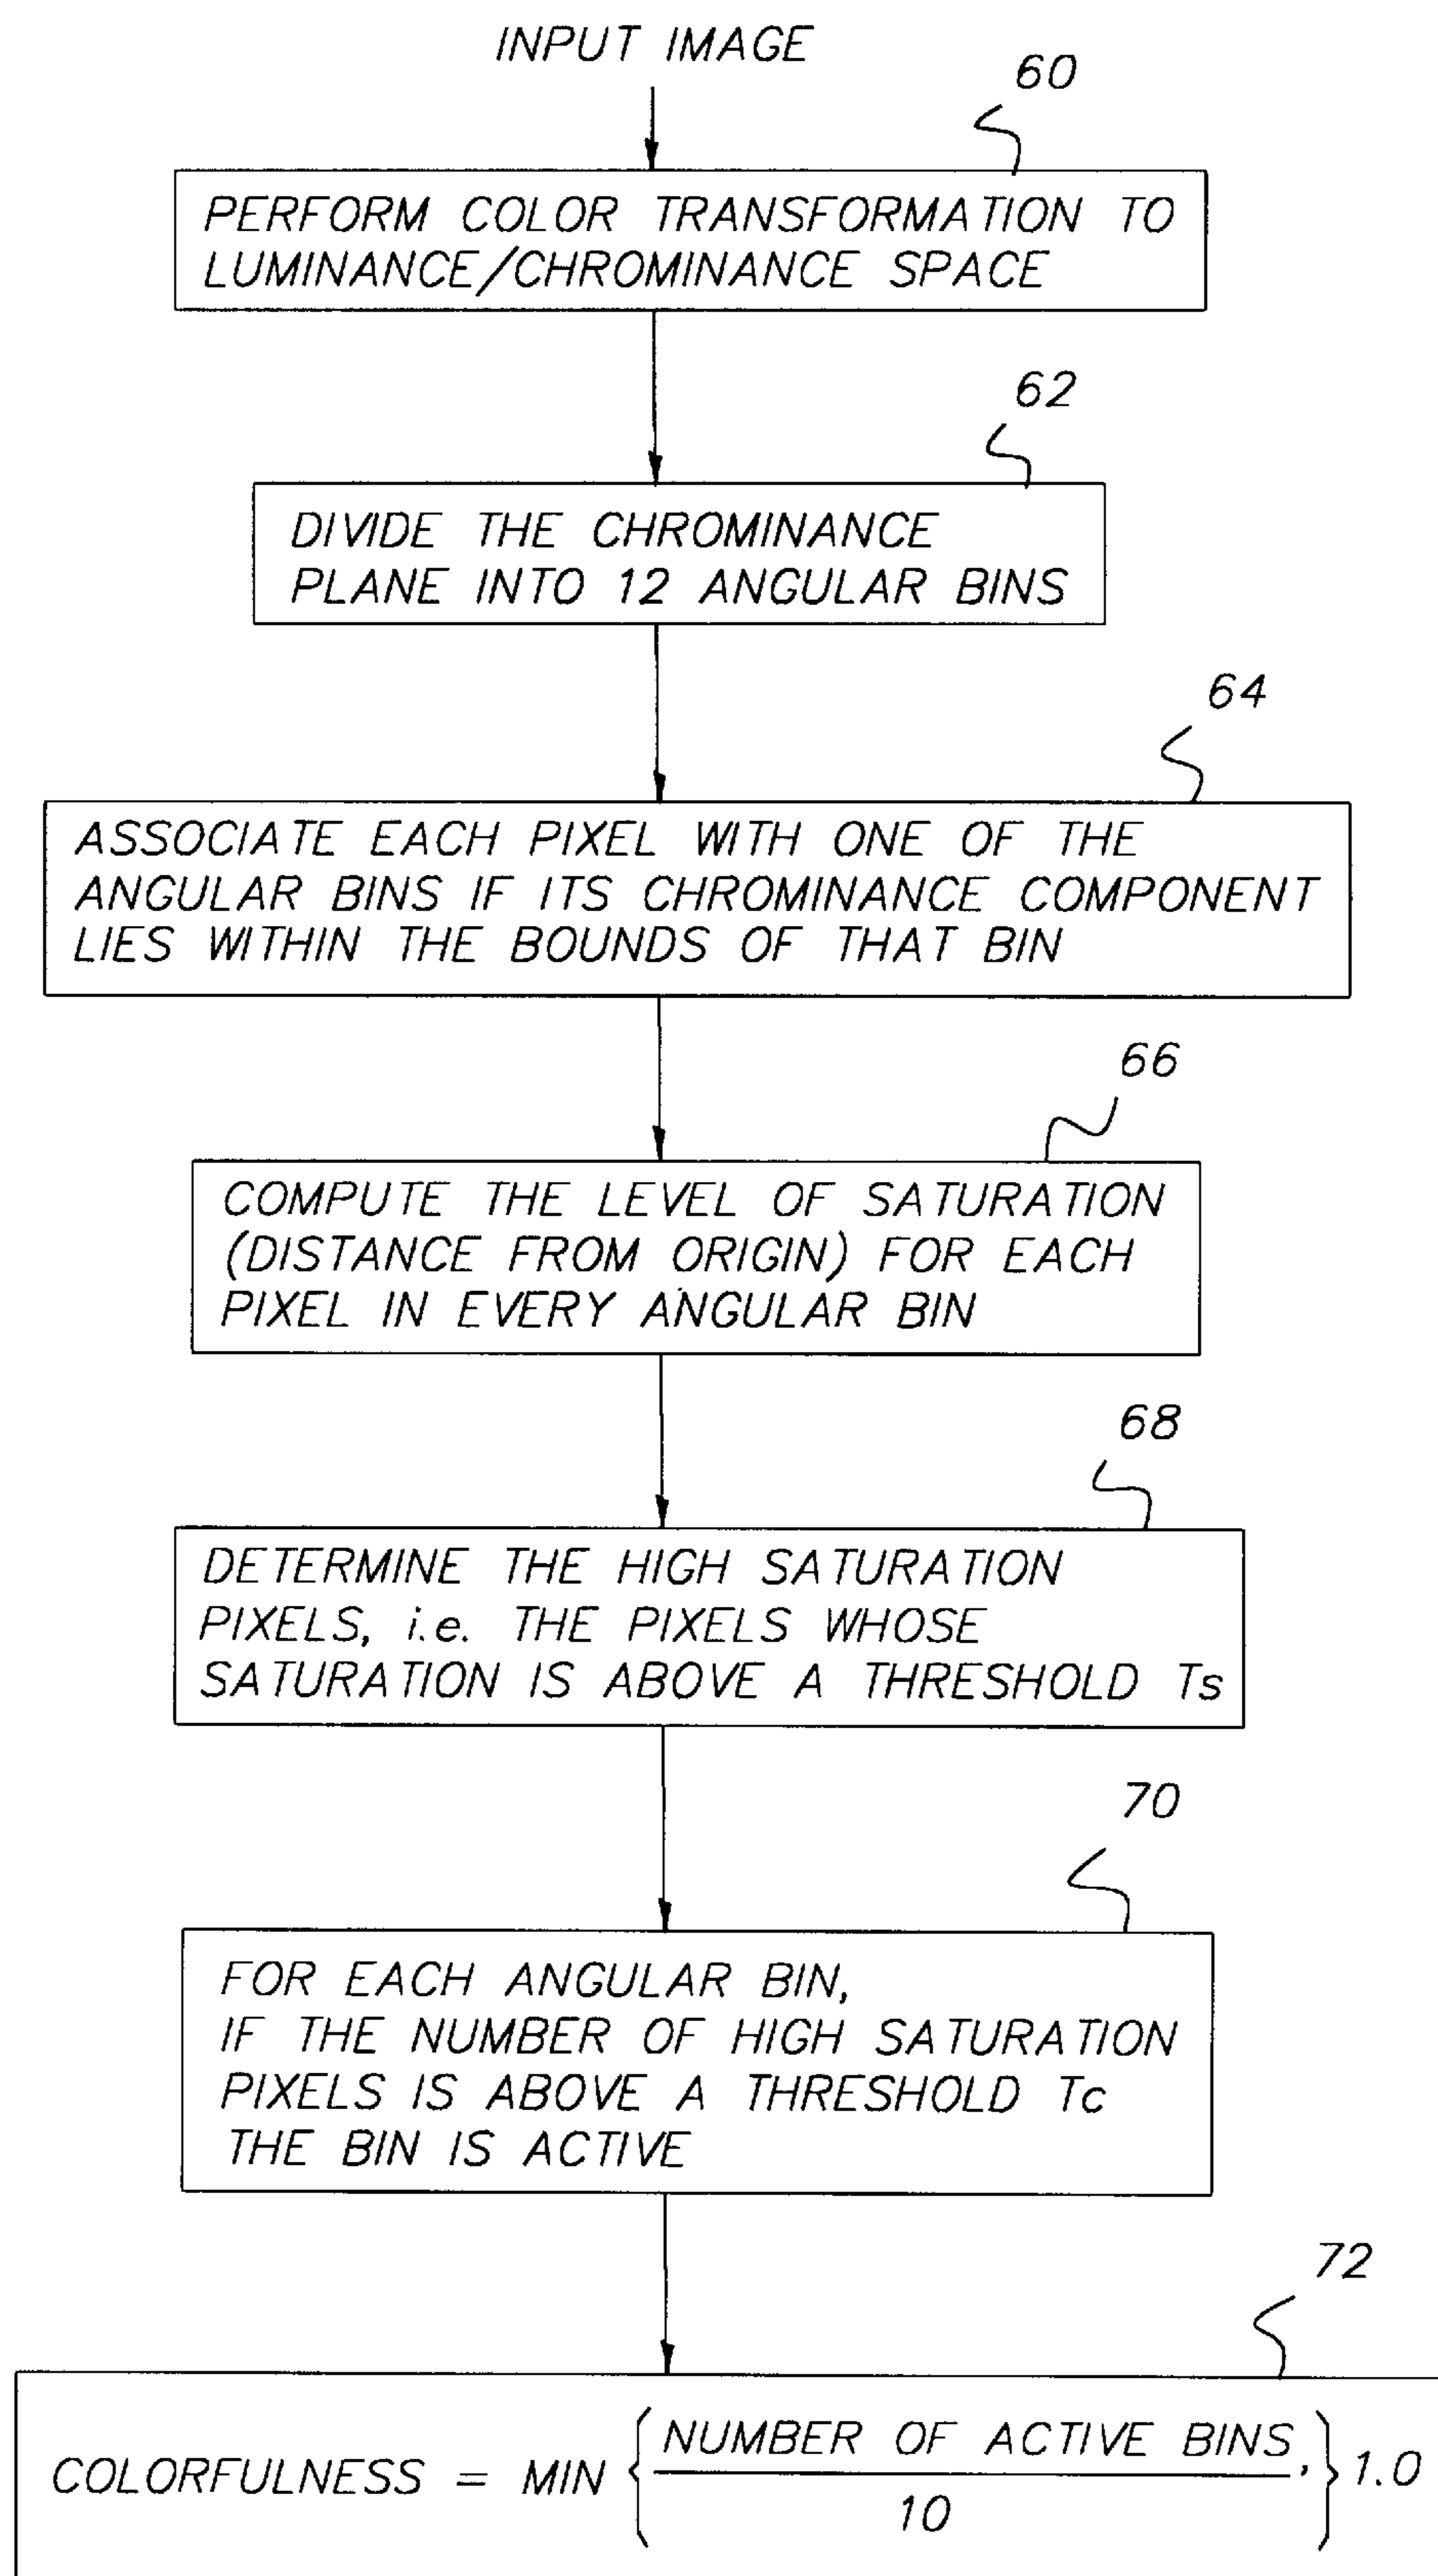 INPUT IMAGE
60
PERFORM COLOR TRANSFORMATION TO
LUMINANCE/CHROMINANCE SPACE
62
DIVIDE THE CHROMINANCE
PLANE INTO 12 ANGULAR BINS
64
ASSOCIATE EACH PIXEL WITH ONE OF THE
ANGULAR BINS IF ITS CHROMINANCE COMPONENT
LIES WITHIN THE BOUNDS OF THAT BIN
66
COMPUTE THE LEVEL OF SATURATION
(DISTANCE FROM ORIGIN) FOR EACH
PIXEL IN EVERY ANGULAR BIN
68
DETERMINE THE HIGH SATURATION
PIXELS, i.e. THE PIXELS WHOSE
SATURATION IS ABOVE A THRESHOLD Ts
70
FOR EACH ANGULAR BIN,
IF THE NUMBER OF HIGH SATURATION
PIXELS IS ABOVE A THRESHOLD Tc
THE BIN IS ACTIVE
72
COLORFULNESS = MIN { NUMBER OF ACTIVE BINS / 10 , } 1.0